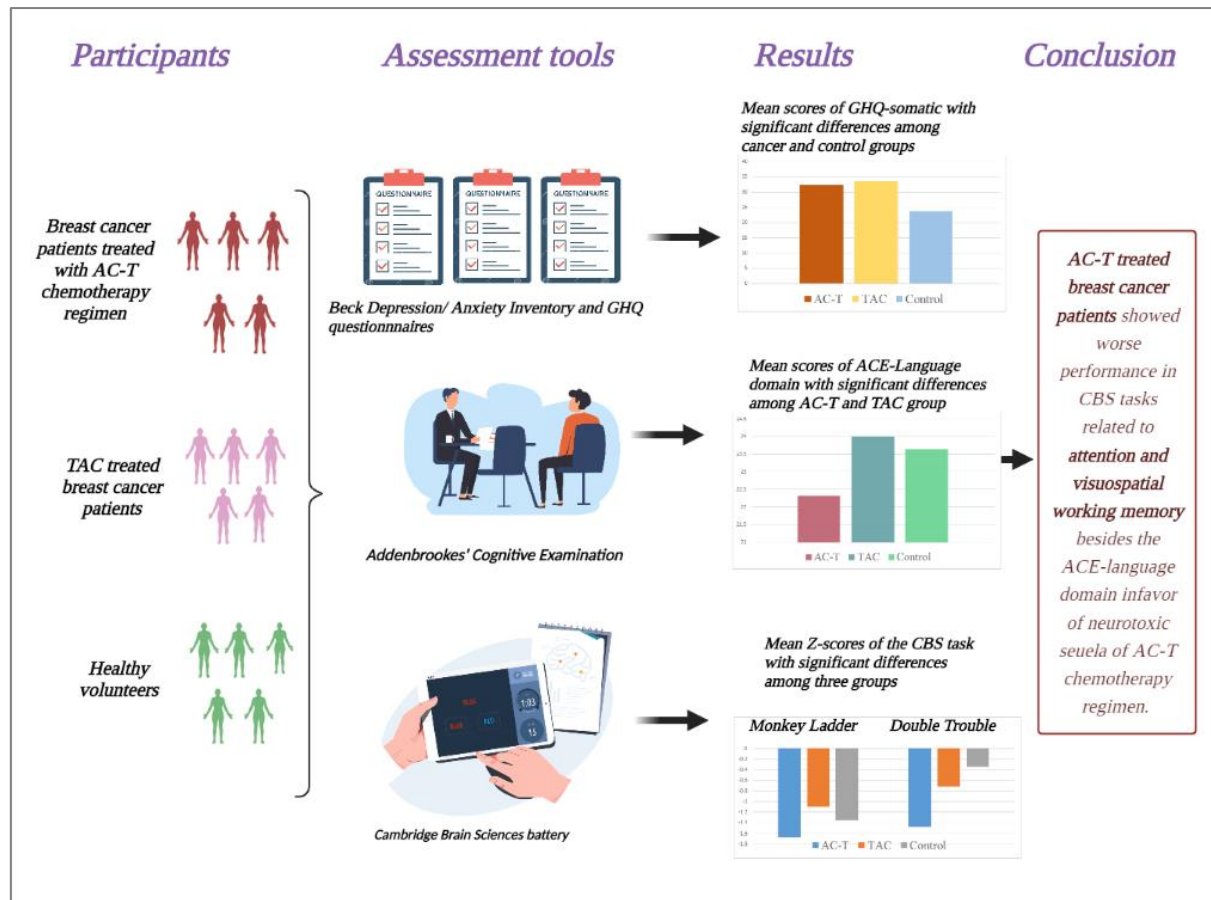 Participants
Assessment tools
Results
Conclusion
Breast cancer
patients treated
with AC-T
chemotherapy
regimen
TAC treated
breast cancer
patients
Healthy
volunteers
QUESTIONNAIRE
QUESTIONNAIRE
QUESTIONNAIRE
Beck Depression/ Anxiety Inventory and GHQ
questionnnaires
Addenbrookes' Cognitive Examination
1:03
13
Cambridge Brain Sciences battery
Mean scores of GHQ-somatic with
significant differences among
cancer and control groups
AC-T TAC Control
Mean scores of ACE-Language
domain with significant differences
among AC-T and TAC group
AC-T TAC Control
Mean Z-scores of the CBS task
with significant differences
among three groups
Monkey Ladder Double Trouble
AC-T TAC Control
AC-T treated
breast cancer
patients showed
worse
performance in
CBS tasks
related to
attention and
visuospatial
working memory
besides the
ACE-language
domain infavor
of neurotoxic
seuela of AC-T
chemotherapy
regimen.